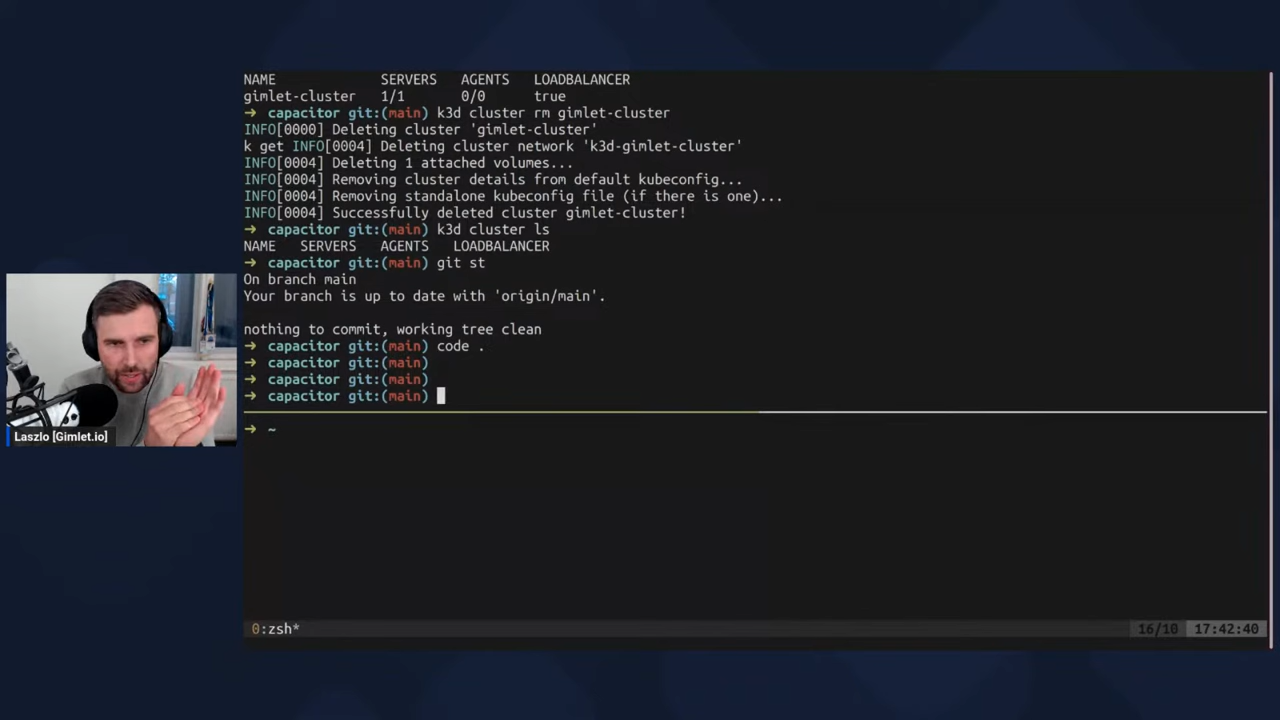 NAME SERVERS AGENTS LOADBALANCER
gimlet-cluster 1/1 0/0 true
➜ capacitor git:(main) k3d cluster rm gimlet-cluster
INFO[0000] Deleting cluster 'gimlet-cluster'
k get INFO[0004] Deleting cluster network 'k3d-gimlet-cluster'
INFO[0004] Deleting 1 attached volumes...
INFO[0004] Removing cluster details from default kubeconfig...
INFO[0004] Removing standalone kubeconfig file (if there is one)...
INFO[0004] Successfully deleted cluster gimlet-cluster!
➜ capacitor git:(main) k3d cluster ls
NAME SERVERS AGENTS LOADBALANCER
➜ capacitor git:(main) git st
On branch main
Your branch is up to date with 'origin/main'.
nothing to commit, working tree clean
➜ capacitor git:(main) code .
➜ capacitor git:(main)
➜ capacitor git:(main)
➜ capacitor git:(main)
➜ ~
Laszlo [Gimlet.io]
0:zsh* 16/10 17:42:40